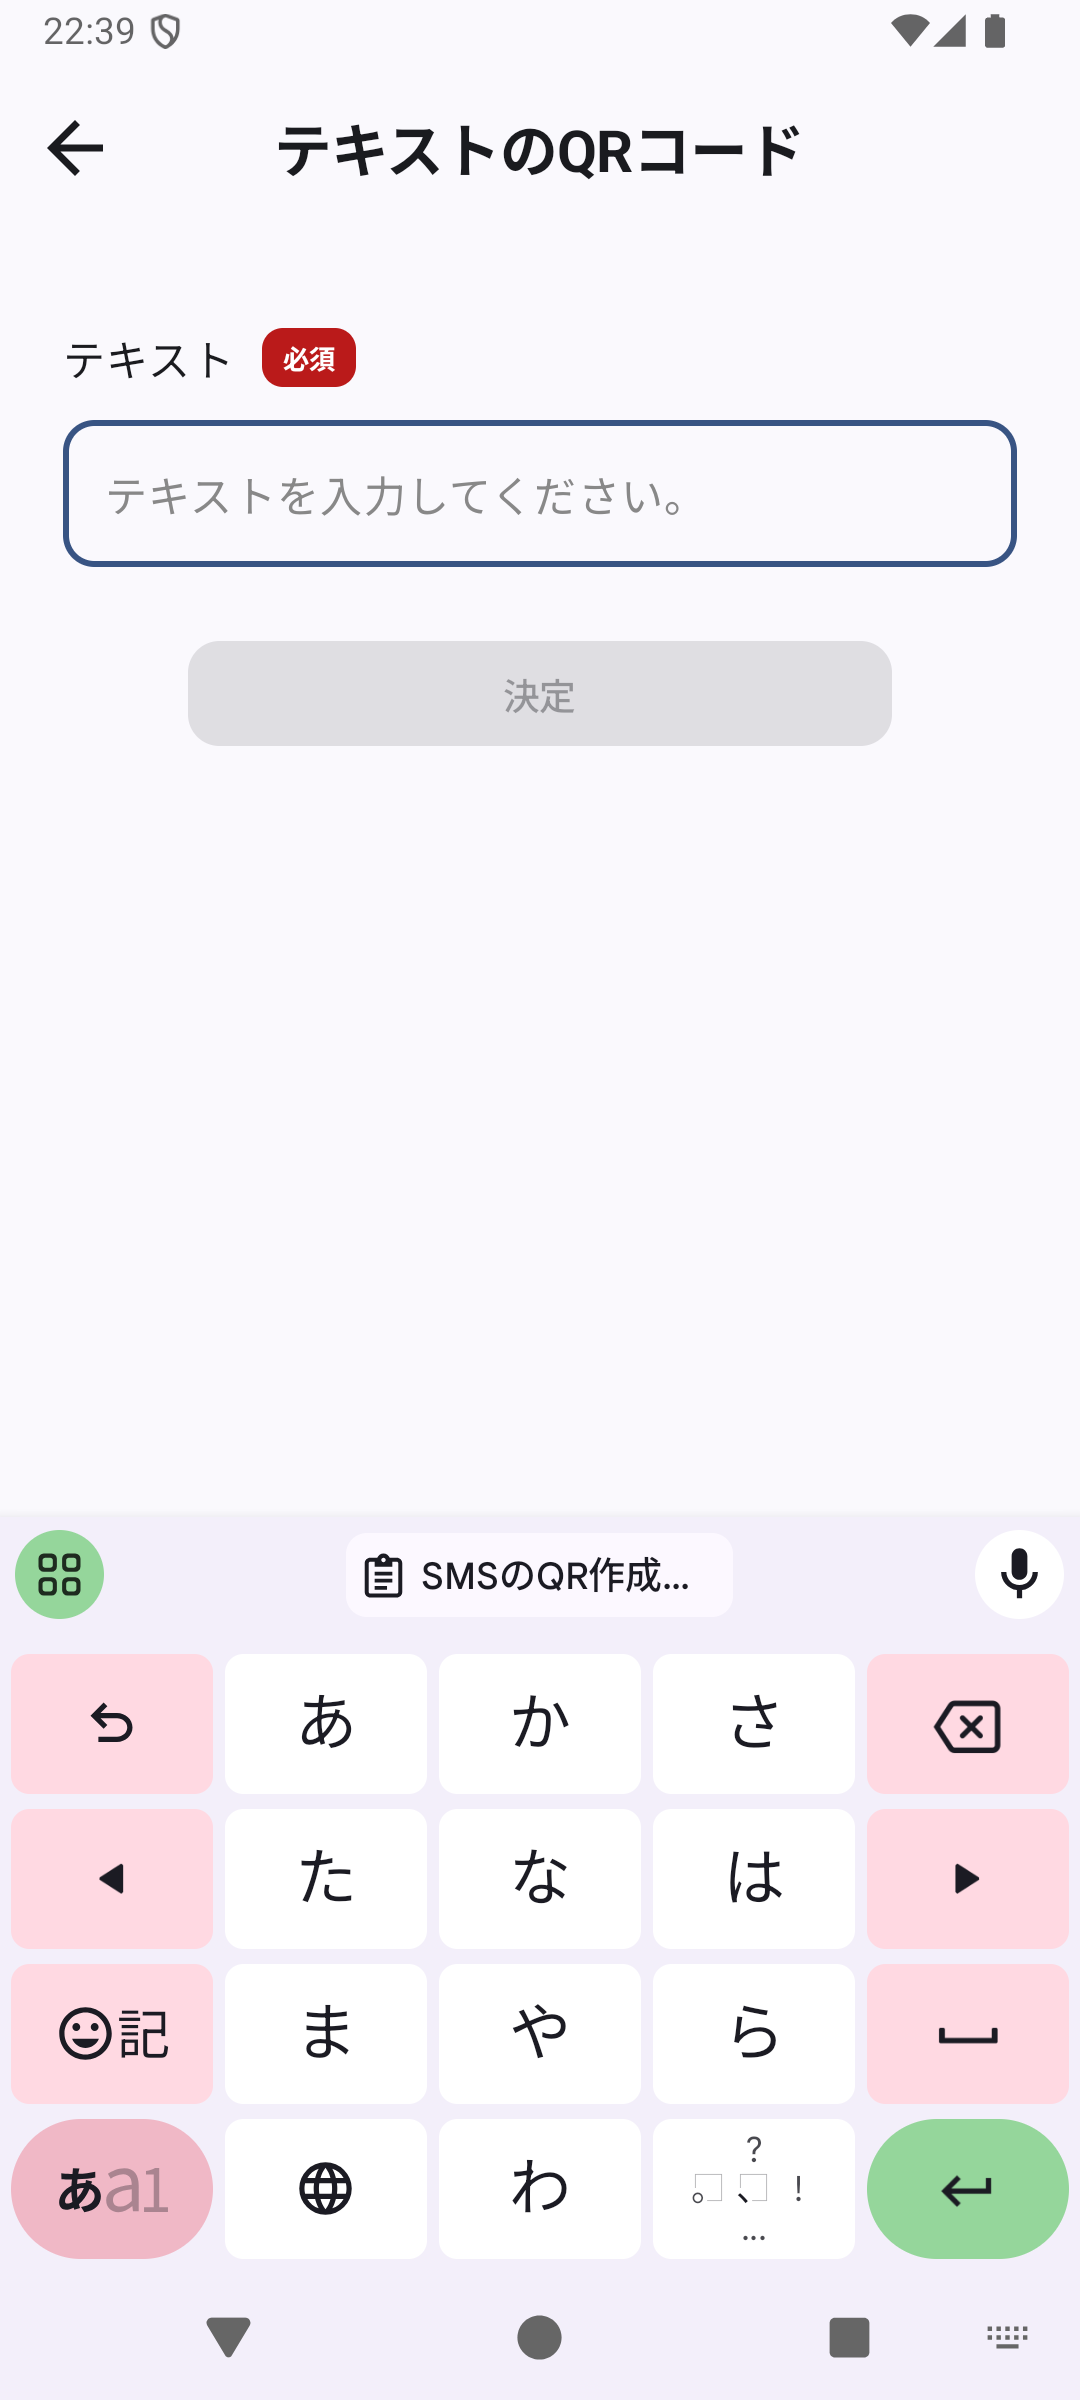 22:39
テキストのQRコード
テキスト 必須
テキストを入力してください。
決定
SMSのQR作成...
あ か さ
た な は
記 ま や ら
あa1 わ 。?、!…